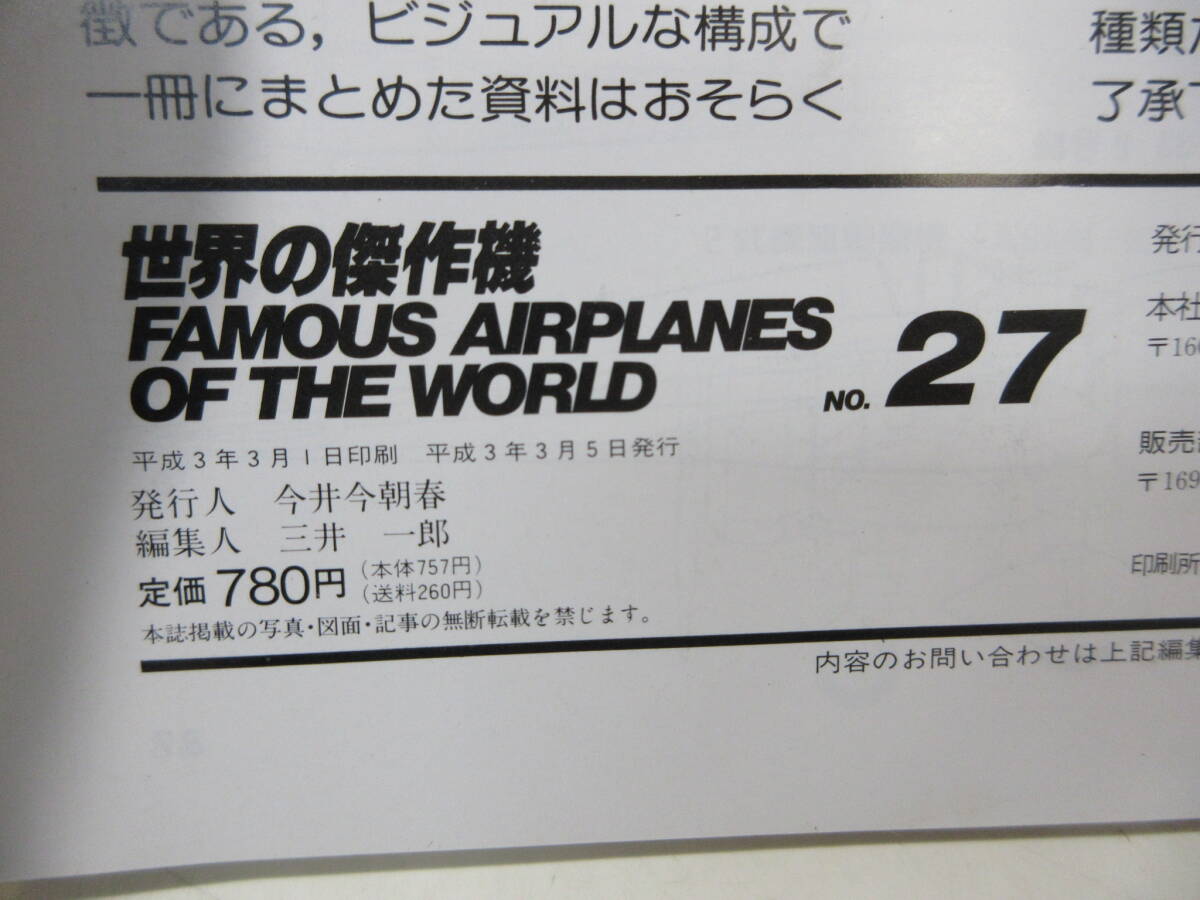 徴である，ビジュアルな構成で
一冊にまとめた資料はおそらく
種類
了承
世界の傑作機
FAMOUS AIRPLANES
OF THE WORLD
NO. 27
平成3年3月1日印刷　平成3年3月5日発行
発行人　今井今朝春
編集人　三井　一郎
定価780円（本体757円）
（送料260円）
本誌掲載の写真・図面・記事の無断転載を禁じます。
発行
本社
〒160
販売
〒169
印刷所
内容のお問い合わせは上記編集